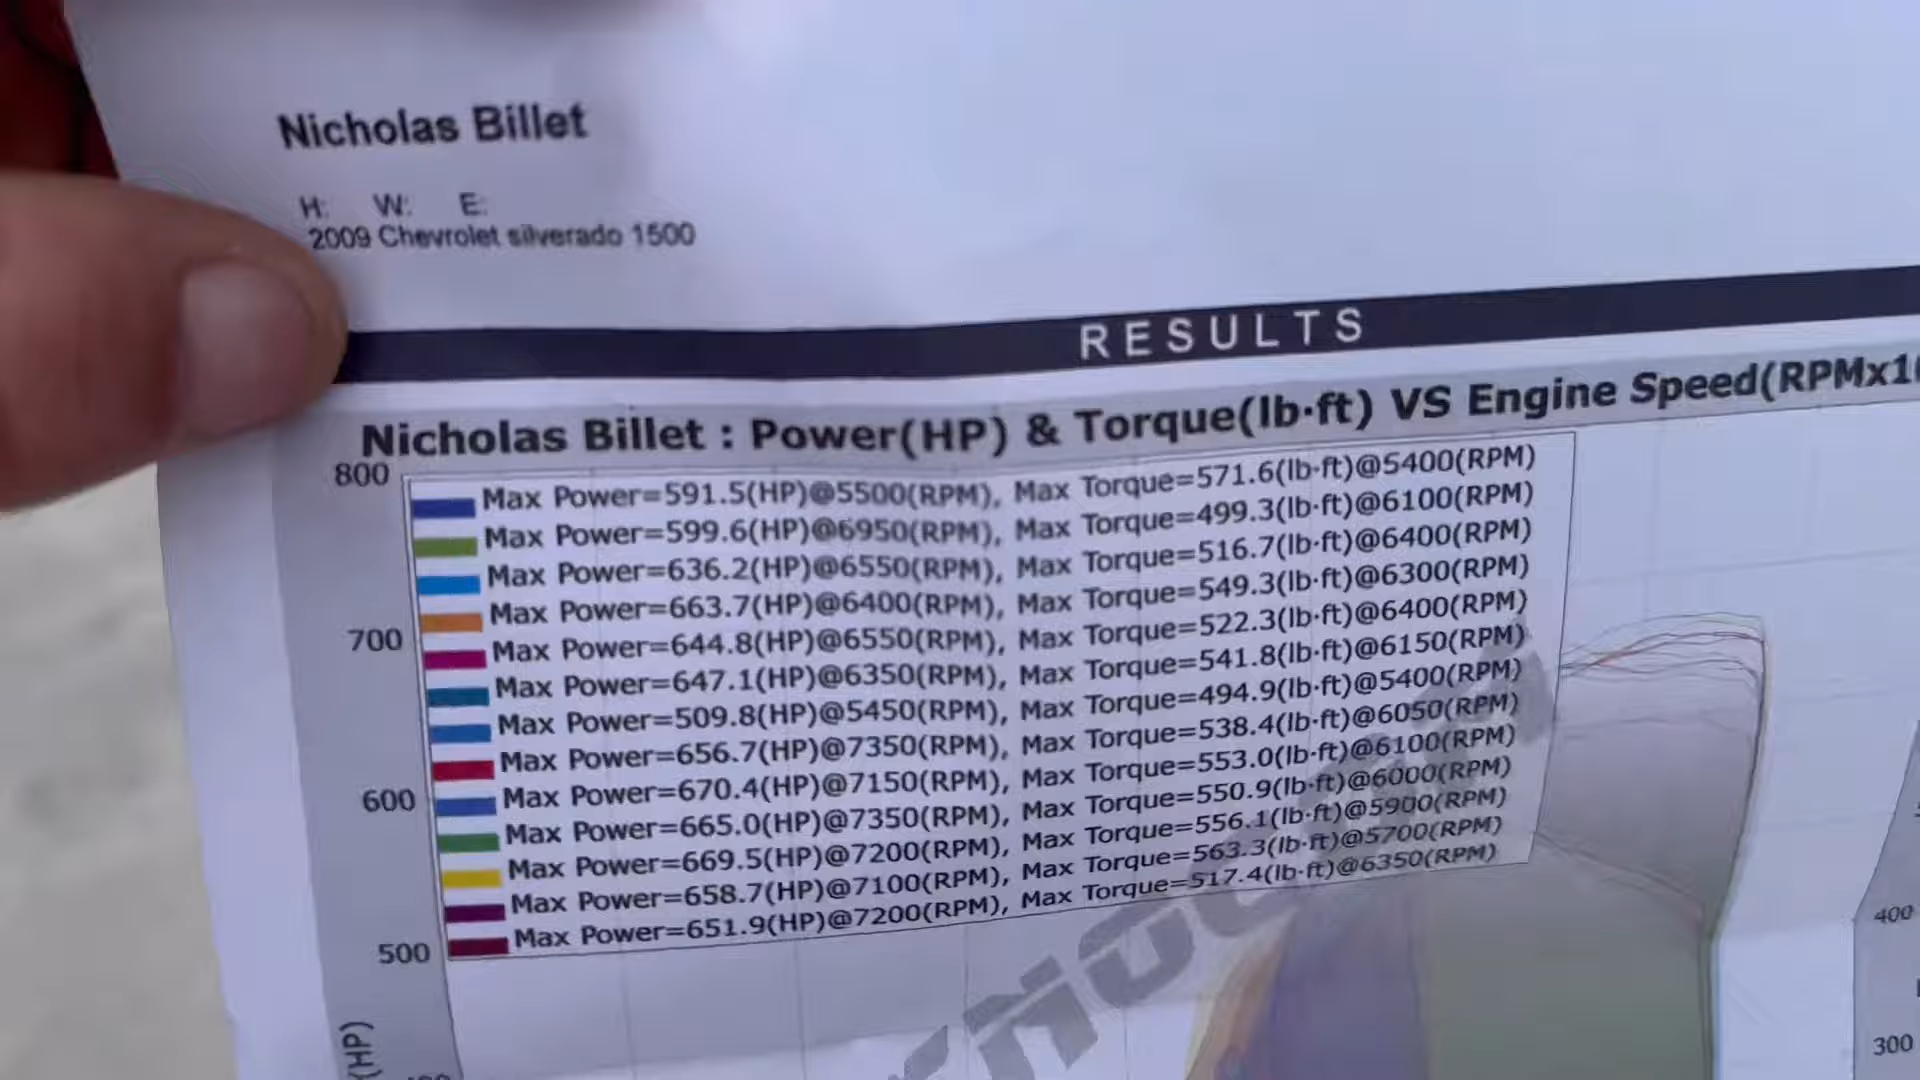 Nicholas Billet
H: W: E:
2009 Chevrolet silverado 1500
RESULTS
Nicholas Billet : Power(HP) & Torque(lb·ft) VS Engine Speed(RPMx1
800
Max Power=591.5(HP)@5500(RPM), Max Torque=571.6(lb·ft)@5400(RPM)
Max Power=599.6(HP)@6950(RPM), Max Torque=499.3(lb·ft)@6100(RPM)
Max Power=636.2(HP)@6550(RPM), Max Torque=516.7(lb·ft)@6400(RPM)
Max Power=663.7(HP)@6400(RPM), Max Torque=549.3(lb·ft)@6300(RPM)
700
Max Power=644.8(HP)@6550(RPM), Max Torque=522.3(lb·ft)@6400(RPM)
Max Power=647.1(HP)@6350(RPM), Max Torque=541.8(lb·ft)@6150(RPM)
Max Power=509.8(HP)@5450(RPM), Max Torque=494.9(lb·ft)@5400(RPM)
Max Power=656.7(HP)@7350(RPM), Max Torque=538.4(lb·ft)@6050(RPM)
600
Max Power=670.4(HP)@7150(RPM), Max Torque=553.0(lb·ft)@6100(RPM)
Max Power=665.0(HP)@7350(RPM), Max Torque=550.9(lb·ft)@6000(RPM)
Max Power=669.5(HP)@7200(RPM), Max Torque=556.1(lb·ft)@5900(RPM)
Max Power=658.7(HP)@7100(RPM), Max Torque=563.3(lb·ft)@5700(RPM)
Max Power=651.9(HP)@7200(RPM), Max Torque=517.4(lb·ft)@6350(RPM)
500
(HP)
400
300